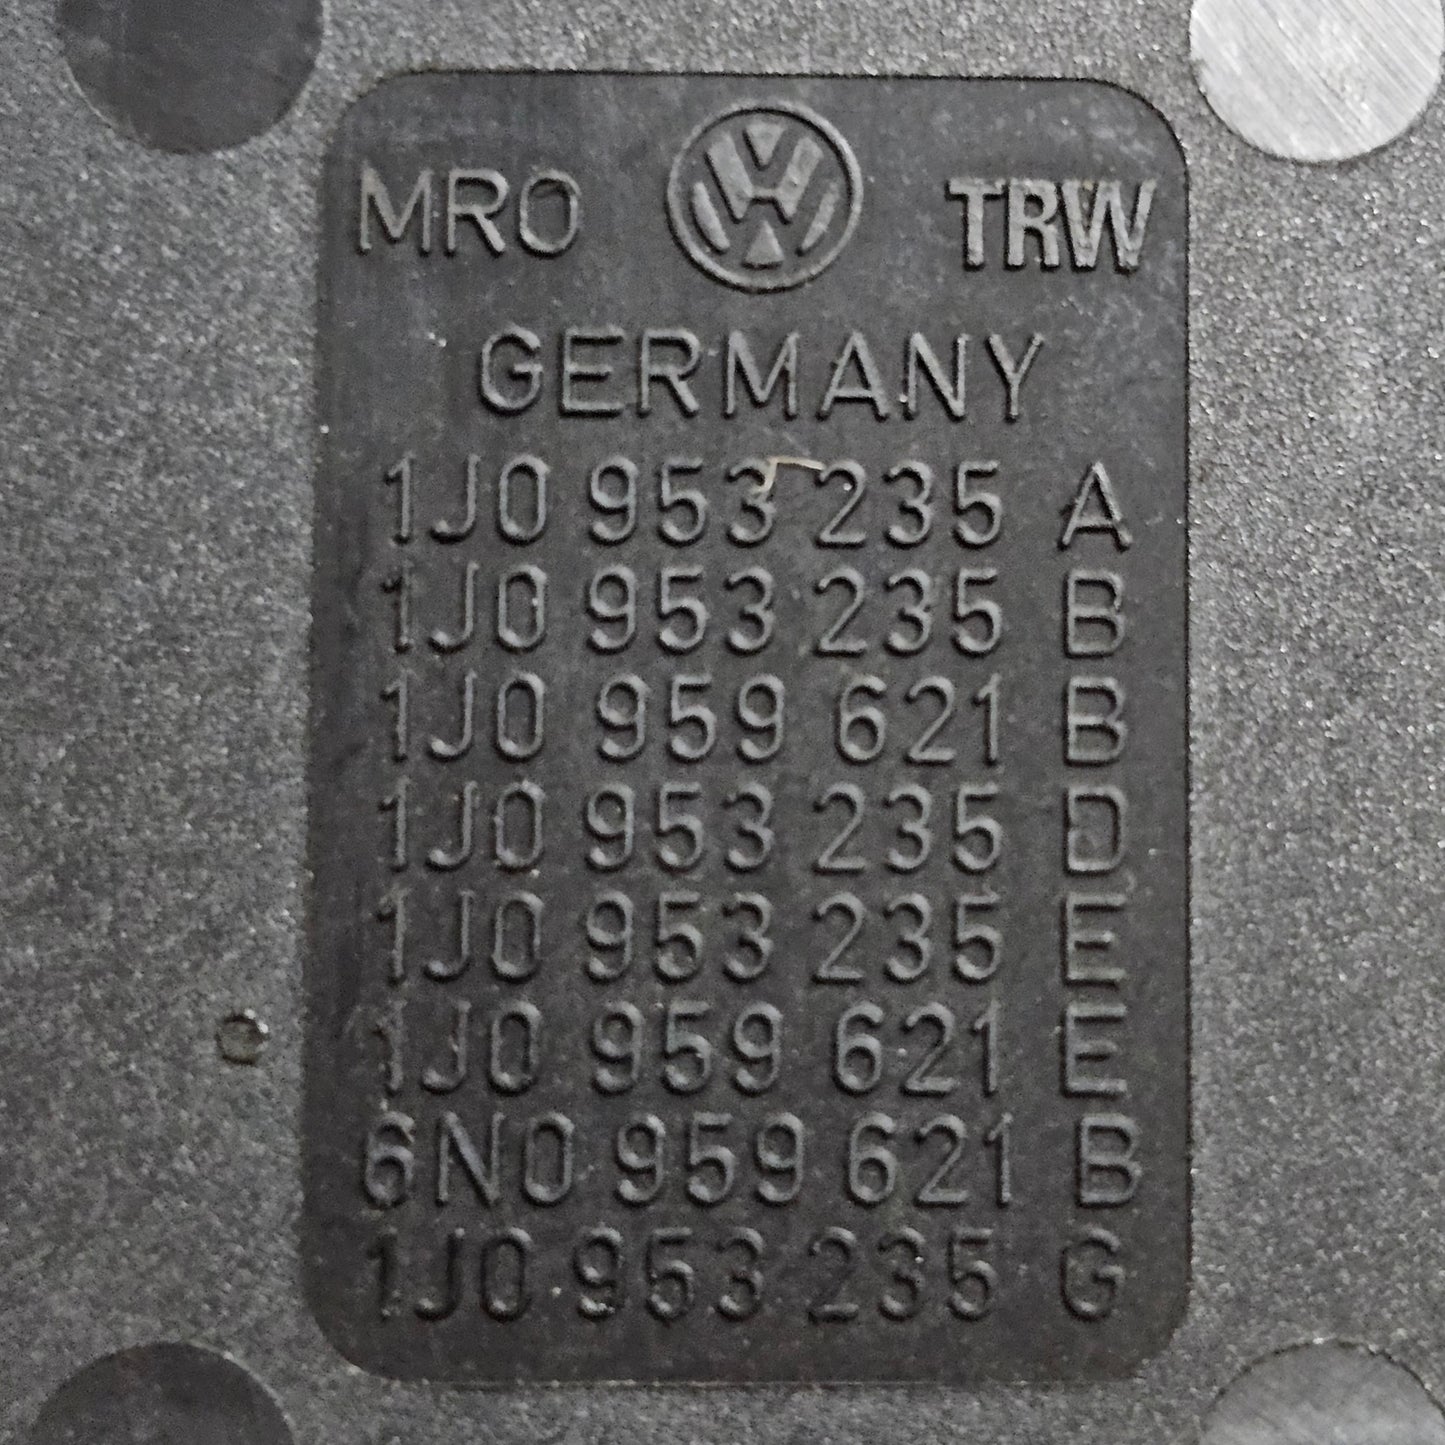 MRO VW TRW
GERMANY
1J0 953 235 A
1J0 953 235 B
1J0 959 621 B
1J0 953 235 D
1J0 953 235 E
1J0 959 621 E
6N0 959 621 B
1J0 953 235 G